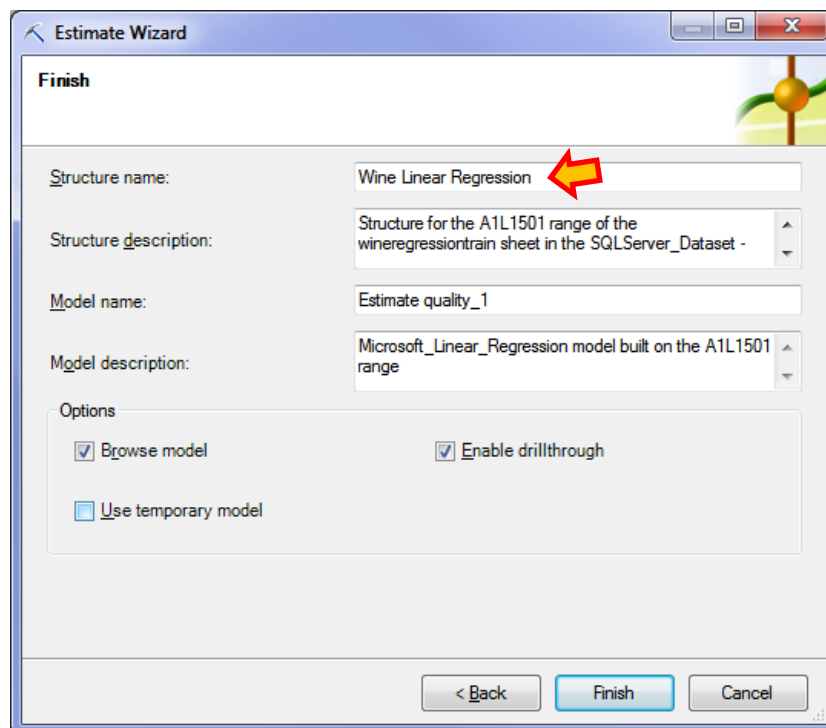 Estimate Wizard
Finish
Structure name:
Wine Linear Regression
Structure description:
Structure for the A1L1501 range of the
wineregressiontrain sheet in the SQLServer_Dataset -
Model name:
Estimate quality_1
Model description:
Microsoft_Linear_Regression model built on the A1L1501
range
Options
Browse model
Enable drillthrough
Use temporary model
< Back
Finish
Cancel